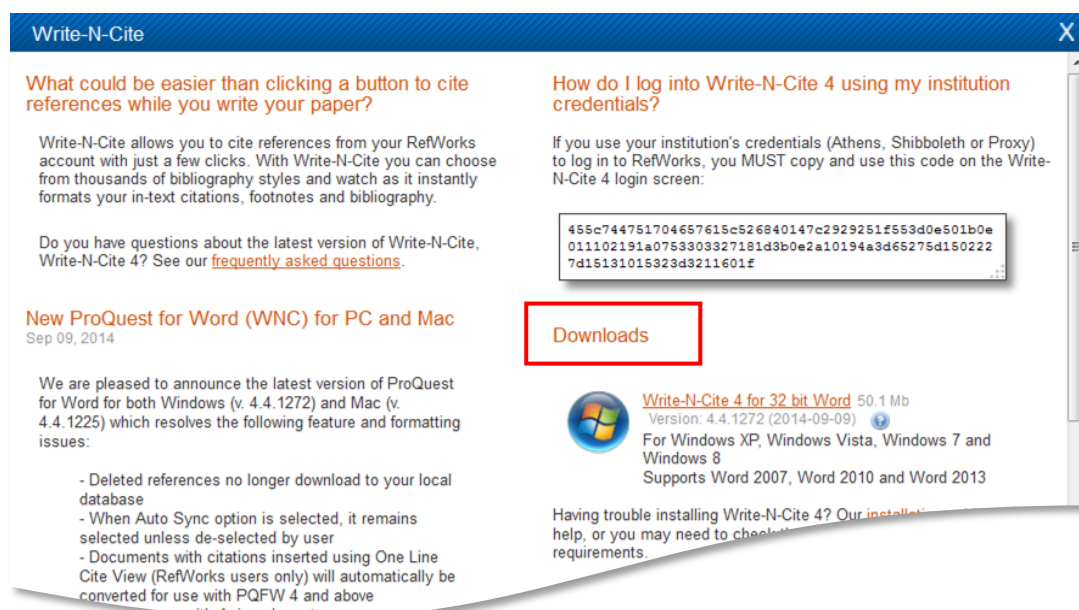 Write-N-Cite
X
What could be easier than clicking a button to cite
references while you write your paper?
Write-N-Cite allows you to cite references from your RefWorks
account with just a few clicks. With Write-N-Cite you can choose
from thousands of bibliography styles and watch as it instantly
formats your in-text citations, footnotes and bibliography.
Do you have questions about the latest version of Write-N-Cite,
Write-N-Cite 4? See our frequently asked questions.
New ProQuest for Word (WNC) for PC and Mac
Sep 09, 2014
We are pleased to announce the latest version of ProQuest
for Word for both Windows (v. 4.4.1272) and Mac (v.
4.4.1225) which resolves the following feature and formatting
issues:
- Deleted references no longer download to your local
database
- When Auto Sync option is selected, it remains
selected unless de-selected by user
- Documents with citations inserted using One Line
Cite View (RefWorks users only) will automatically be
converted for use with PQFW 4 and above
How do I log into Write-N-Cite 4 using my institution
credentials?
If you use your institution's credentials (Athens, Shibboleth or Proxy)
to log in to RefWorks, you MUST copy and use this code on the Write-
N-Cite 4 login screen:
455c744751704657615c526840147c2929251f553d0e501b0e
011102191a0753303327181d3b0e2a10194a3d65275d150222
7d15131015323d3211601f
Downloads
Write-N-Cite 4 for 32 bit Word 50.1 Mb
Version: 4.4.1272 (2014-09-09)
For Windows XP, Windows Vista, Windows 7 and
Windows 8
Supports Word 2007, Word 2010 and Word 2013
Having trouble installing Write-N-Cite 4? Our
help, or you may need to check
requirements.